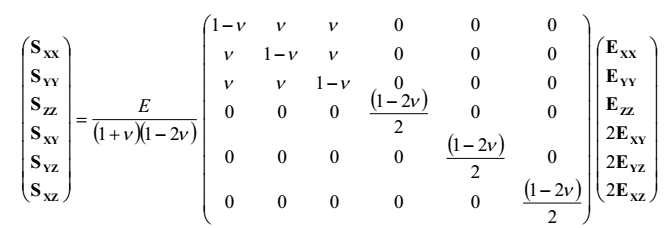 S_XX 1−ν ν ν 0 0 0 E_XX
S_YY ν 1−ν ν 0 0 0 E_YY
S_ZZ ν ν 1−ν 0 0 0 E_ZZ
S_XY = E/((1+ν)(1−2ν)) 0 0 0 (1−2ν)/2 0 0 2E_XY
S_YZ 0 0 0 0 (1−2ν)/2 0 2E_YZ
S_XZ 0 0 0 0 0 (1−2ν)/2 2E_XZ